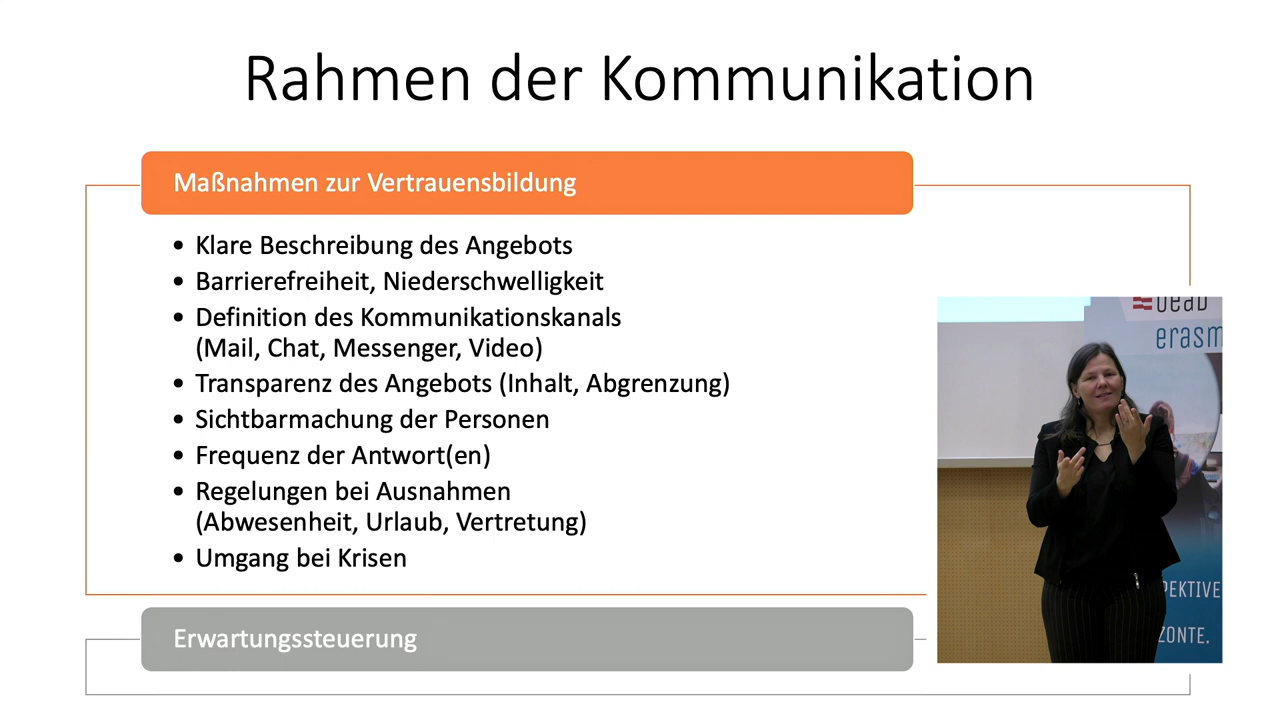 Rahmen der Kommunikation
Maßnahmen zur Vertrauensbildung
• Klare Beschreibung des Angebots
• Barrierefreiheit, Niederschwelligkeit
• Definition des Kommunikationskanals
(Mail, Chat, Messenger, Video)
• Transparenz des Angebots (Inhalt, Abgrenzung)
• Sichtbarmachung der Personen
• Frequenz der Antwort(en)
• Regelungen bei Ausnahmen
(Abwesenheit, Urlaub, Vertretung)
• Umgang bei Krisen
Erwartungssteuerung
oead
erasm
PEKTIVE
ZONTE.